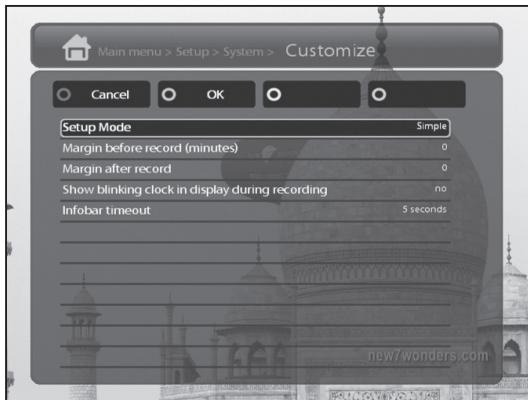 Main menu > Setup > System > Customize
Cancel OK
Setup Mode Simple
Margin before record (minutes) 0
Margin after record 0
Show blinking clock in display during recording no
Infobar timeout 5 seconds
new7wonders.com